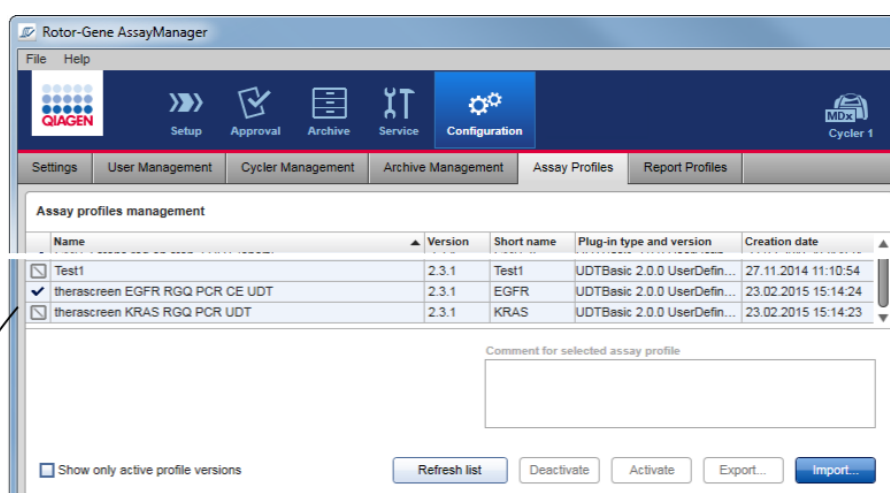 Rotor-Gene AssayManager
File Help
QIAGEN
Setup Approval Archive Service Configuration MDx Cycler 1
Settings User Management Cycler Management Archive Management Assay Profiles Report Profiles
Assay profiles management
Name Version Short name Plug-in type and version Creation date
Test1 2.3.1 Test1 UDTBasic 2.0.0 UserDefin... 27.11.2014 11:10:54
therascreen EGFR RGQ PCR CE UDT 2.3.1 EGFR UDTBasic 2.0.0 UserDefin... 23.02.2015 15:14:24
therascreen KRAS RGQ PCR UDT 2.3.1 KRAS UDTBasic 2.0.0 UserDefin... 23.02.2015 15:14:23
Comment for selected assay profile
Show only active profile versions Refresh list Deactivate Activate Export... Import...